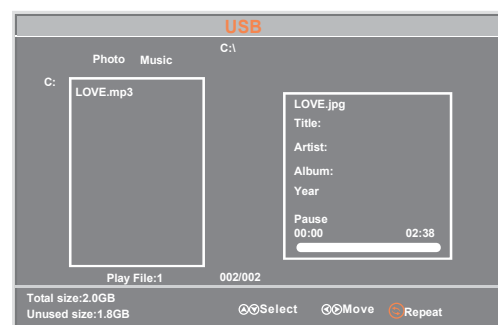 USB
C:\
Photo Music
C:
LOVE.mp3
LOVE.jpg
Title:
Artist:
Album:
Year
Pause
00:00 02:38
Play File:1 002/002
Total size:2.0GB
Unused size:1.8GB
Select Move Repeat